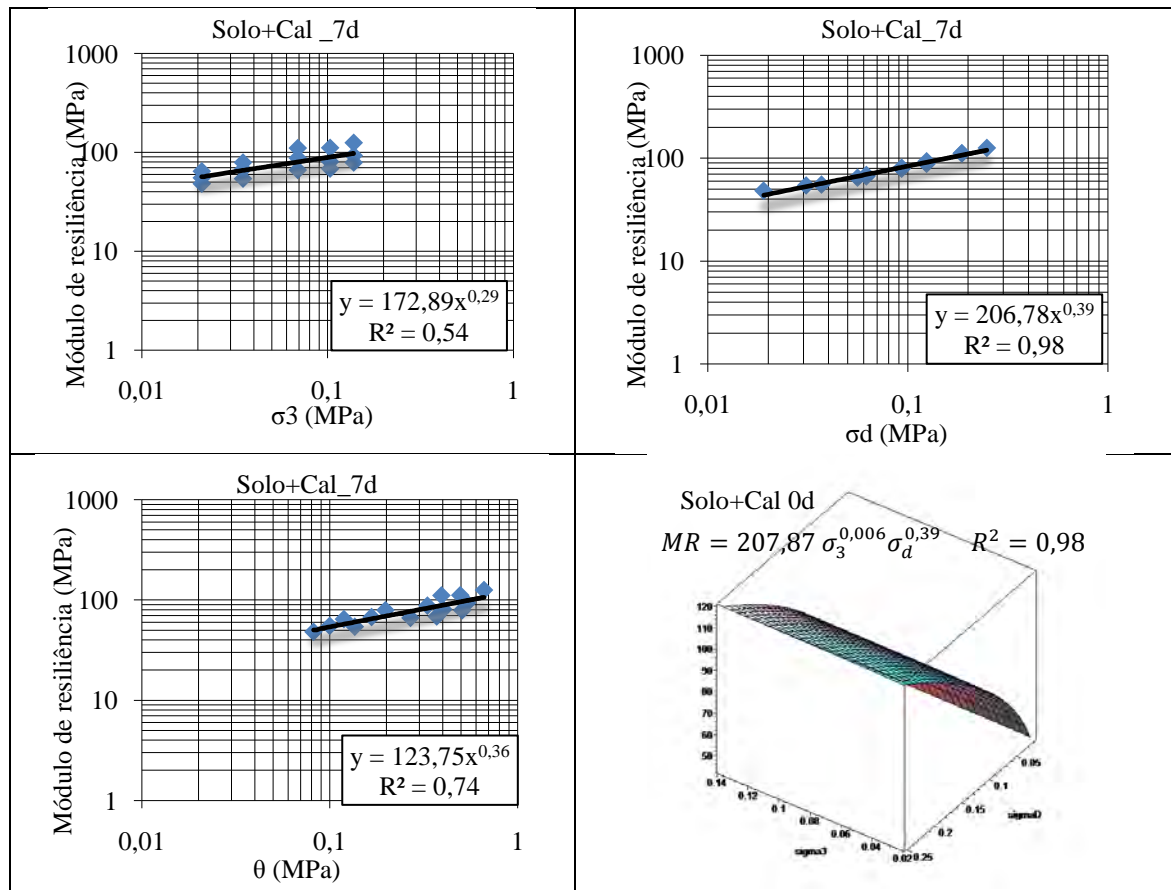 Solo+Cal _7d
Módulo de resiliência (MPa)
1000
100
10
1
0,01
0,1
1
σ3 (MPa)
y = 172,89x^0,29
R² = 0,54
Solo+Cal_7d
Módulo de resiliência (MPa)
1000
100
10
1
0,01
0,1
1
σd (MPa)
y = 206,78x^0,39
R² = 0,98
Solo+Cal_7d
Módulo de resiliência (MPa)
1000
100
10
1
0,01
0,1
1
θ (MPa)
y = 123,75x^0,36
R² = 0,74
Solo+Cal 0d
MR = 207,87 σ_3^0,006 σ_d^0,39 R² = 0,98
120
110
100
90
80
70
60
50
0.14
0.12
0.1
0.08
0.06
0.04
0.02
sigma3
0.25
0.2
0.15
0.1
0.05
sigmaD